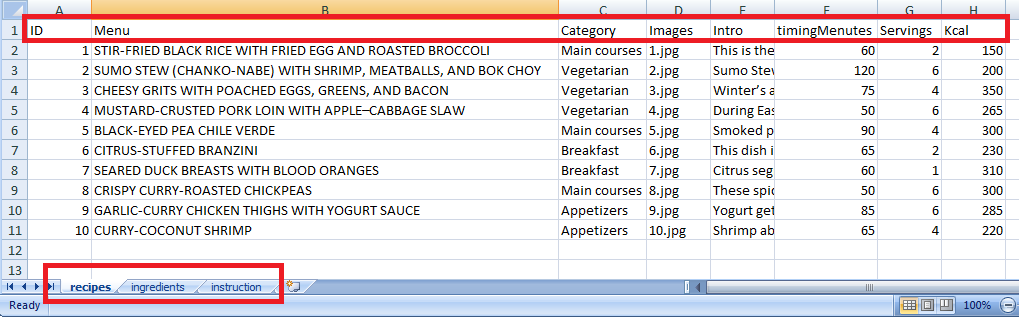 A B C D E F G H
1 ID Menu Category Images Intro timingMenutes Servings Kcal
2 1 STIR-FRIED BLACK RICE WITH FRIED EGG AND ROASTED BROCCOLI Main courses 1.jpg This is the 60 2 150
3 2 SUMO STEW (CHANKO-NABE) WITH SHRIMP, MEATBALLS, AND BOK CHOY Vegetarian 2.jpg Sumo Stew 120 6 200
4 3 CHEESY GRITS WITH POACHED EGGS, GREENS, AND BACON Vegetarian 3.jpg Winter's a 75 4 350
5 4 MUSTARD-CRUSTED PORK LOIN WITH APPLE–CABBAGE SLAW Vegetarian 4.jpg During Eas 50 6 265
6 5 BLACK-EYED PEA CHILE VERDE Main courses 5.jpg Smoked p 90 4 300
7 6 CITRUS-STUFFED BRANZINI Breakfast 6.jpg This dish i 65 2 230
8 7 SEARED DUCK BREASTS WITH BLOOD ORANGES Breakfast 7.jpg Citrus seg 60 1 310
9 8 CRISPY CURRY-ROASTED CHICKPEAS Main courses 8.jpg These spic 50 6 300
10 9 GARLIC-CURRY CHICKEN THIGHS WITH YOGURT SAUCE Appetizers 9.jpg Yogurt get 85 6 285
11 10 CURRY-COCONUT SHRIMP Appetizers 10.jpg Shrimp ab 65 4 220
12
13
recipes ingredients instruction
Ready 100%